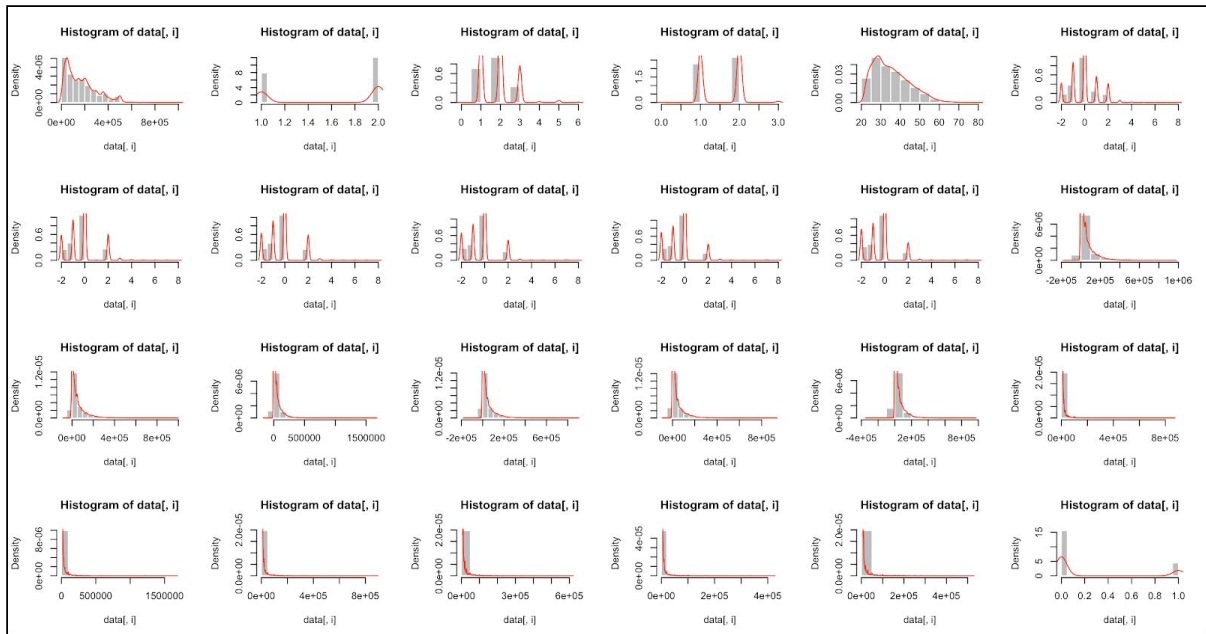 Histogram of data[, i]
Density
0e+00 4e-06
0e+00 4e+05 8e+05
data[, i]
Histogram of data[, i]
Density
0 4 8
1.0 1.2 1.4 1.6 1.8 2.0
data[, i]
Histogram of data[, i]
Density
0.0 0.6
0 1 2 3 4 5 6
data[, i]
Histogram of data[, i]
Density
0.0 1.5
0.0 1.0 2.0 3.0
data[, i]
Histogram of data[, i]
Density
0.00 0.03
20 30 40 50 60 70 80
data[, i]
Histogram of data[, i]
Density
0.0 0.6
-2 0 2 4 6 8
data[, i]
Histogram of data[, i]
Density
0.0 0.6
-2 0 2 4 6 8
data[, i]
Histogram of data[, i]
Density
0.0 0.6
-2 0 2 4 6 8
data[, i]
Histogram of data[, i]
Density
0.0 0.6
-2 0 2 4 6 8
data[, i]
Histogram of data[, i]
Density
0.0 0.6
-2 0 2 4 6 8
data[, i]
Histogram of data[, i]
Density
0.0 0.6
-2 0 2 4 6 8
data[, i]
Histogram of data[, i]
Density
0e+00 6e-06
-2e+05 2e+05 6e+05 1e+06
data[, i]
Histogram of data[, i]
Density
0.0e+00 1.2e-05
0e+00 4e+05 8e+05
data[, i]
Histogram of data[, i]
Density
0e+00 6e-06
0 500000 1500000
data[, i]
Histogram of data[, i]
Density
0.0e+00 1.2e-05
-2e+05 2e+05 6e+05
data[, i]
Histogram of data[, i]
Density
0.0e+00 1.2e-05
0e+00 4e+05 8e+05
data[, i]
Histogram of data[, i]
Density
0e+00 6e-06
-4e+05 2e+05 8e+05
data[, i]
Histogram of data[, i]
Density
0.0e+00 2.0e-05
0e+00 4e+05 8e+05
data[, i]
Histogram of data[, i]
Density
0e+00 8e-06
0 500000 1500000
data[, i]
Histogram of data[, i]
Density
0.0e+00 2.0e-05
0e+00 4e+05 8e+05
data[, i]
Histogram of data[, i]
Density
0.0e+00 2.0e-05
0e+00 3e+05 6e+05
data[, i]
Histogram of data[, i]
Density
0e+00 4e-05
0e+00 2e+05 4e+05
data[, i]
Histogram of data[, i]
Density
0.0e+00 2.0e-05
0e+00 2e+05 4e+05
data[, i]
Histogram of data[, i]
Density
0 5 15
0.0 0.2 0.4 0.6 0.8 1.0
data[, i]